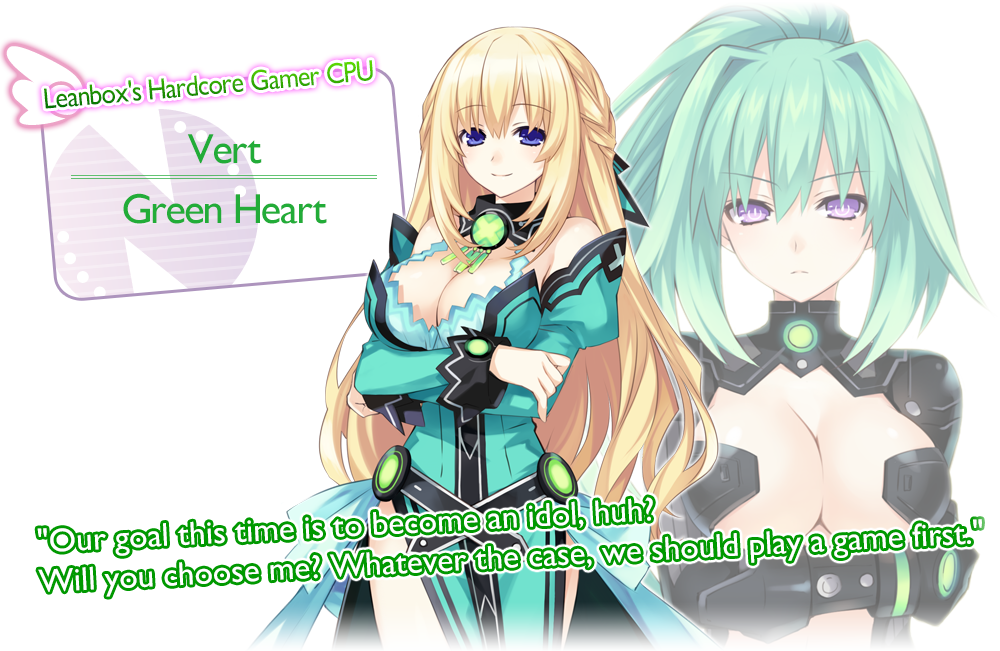 Leanbox's Hardcore Gamer CPU
Vert
Green Heart
"Our goal this time is to become an idol, huh?
Will you choose me? Whatever the case, we should play a game first."